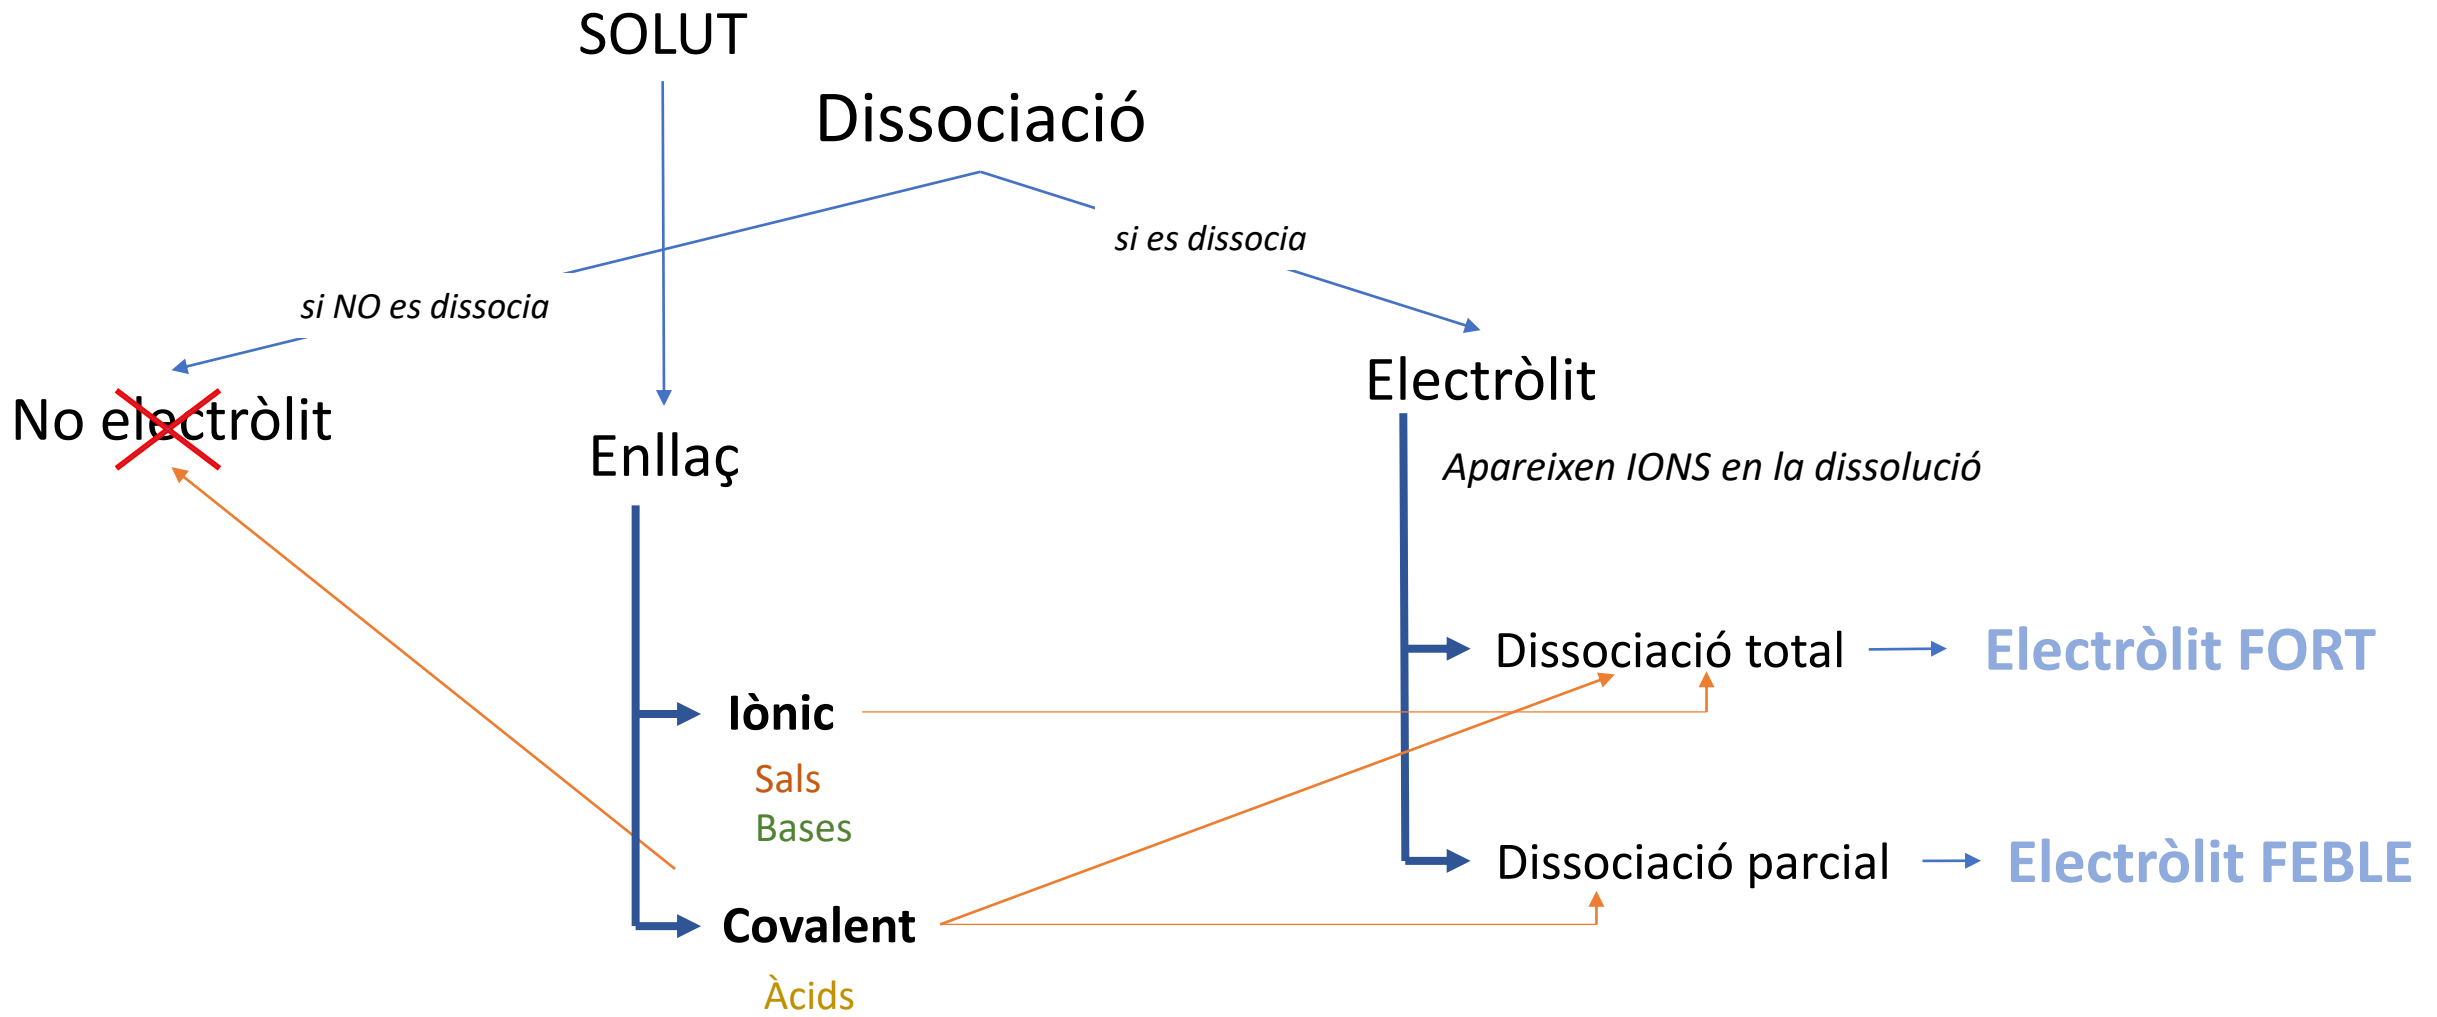 SOLUT
Dissociació
si es dissocia
si NO es dissocia
Electròlit
No electròlit
Enllaç
Apareixen IONS en la dissolució
Dissociació total
Electròlit FORT
Iònic
Sals
Bases
Dissociació parcial
Electròlit FEBLE
Covalent
Àcids